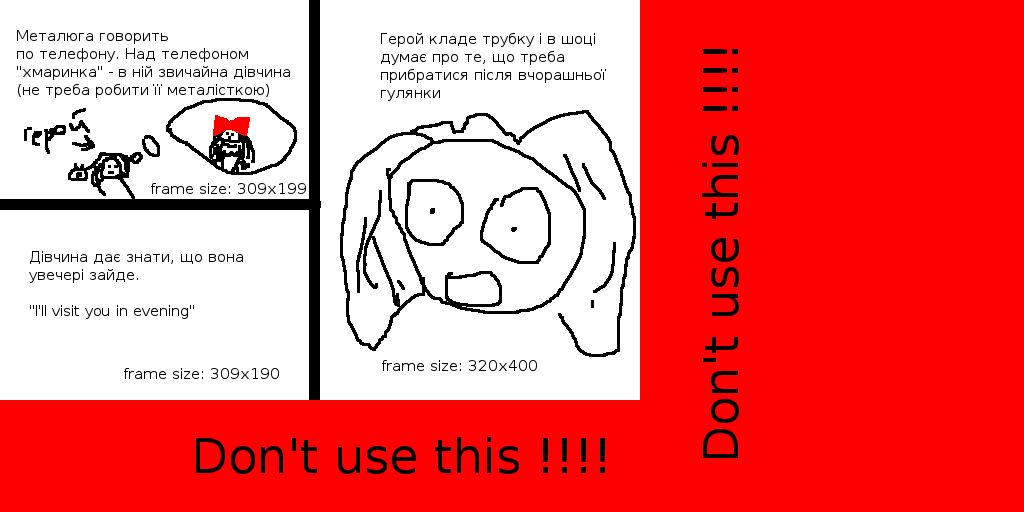 Металюга говорить
по телефону. Над телефоном
"хмаринка" - в ній звичайна дівчина
(не треба робити її металісткою)
герой
frame size: 309x199
Дівчина дає знати, що вона
увечері зайде.
"I'll visit you in evening"
frame size: 309x190
Герой кладе трубку і в шоці
думає про те, що треба
прибратися після вчорашньої
гулянки
frame size: 320x400
Don't use this !!!!
Don't use this !!!!